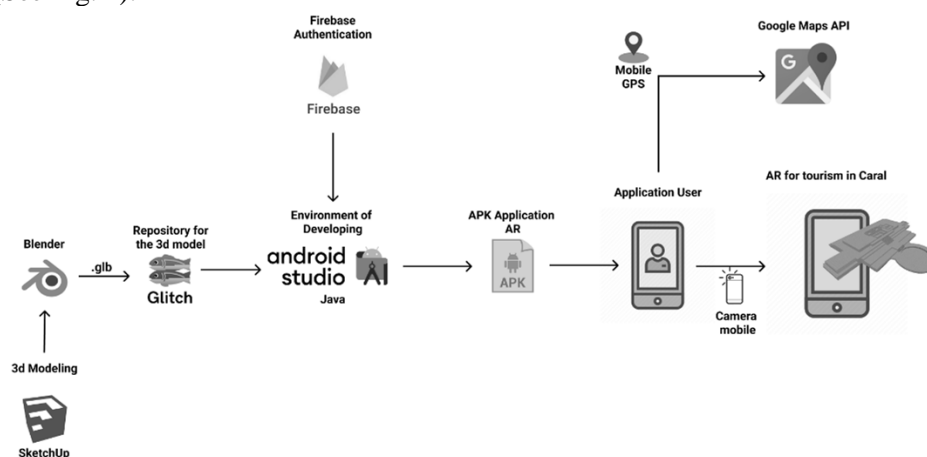 Firebase
Authentication
Firebase
Mobile
GPS
Google Maps API
G
Application User
AR for tourism in Caral
Environment of
Developing
android
studio
Java
APK Application
AR
APK
Repository for
the 3d model
Glitch
Blender
.glb
Camera
mobile
3d Modeling
SketchUp